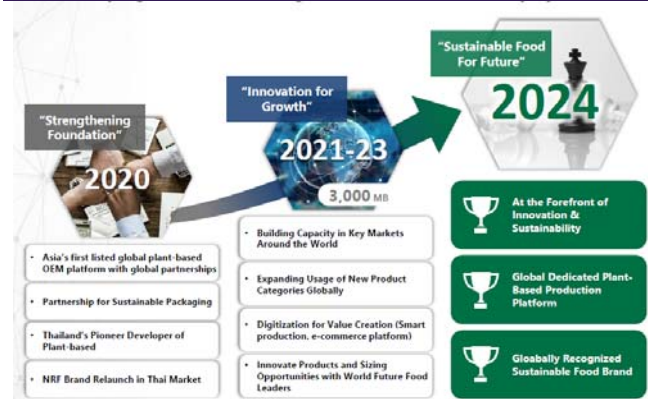 "Strengthening
Foundation"
2020
• Asia's first listed global plant-based
OEM platform with global partnerships
• Partnership for Sustainable Packaging
• Thailand's Pioneer Developer of
Plant-based
• NRF Brand Relaunch in Thai Market
"Innovation for
Growth"
2021-23
3,000 MB
• Building Capacity in Key Markets
Around the World
• Expanding Usage of New Product
Categories Globally
• Digitization for Value Creation (Smart
production, e-commerce platform)
• Innovate Products and Sizing
Opportunities with World Future Food
Leaders
"Sustainable Food
For Future"
2024
At the Forefront of
Innovation &
Sustainability
Global Dedicated Plant-
Based Production
Platform
Gloabally Recognized
Sustainable Food Brand